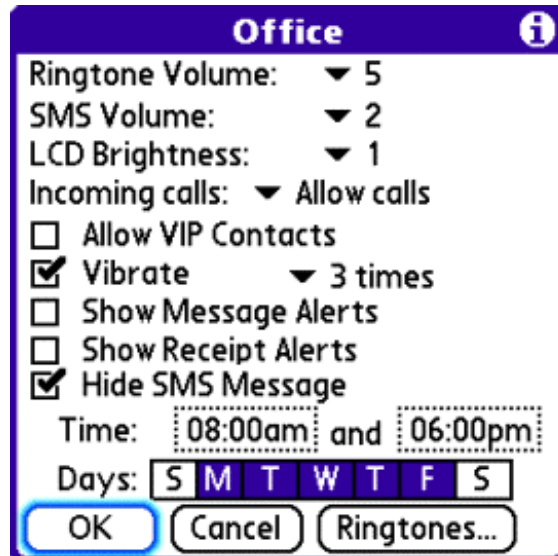 Office i
Ringtone Volume: 5
SMS Volume: 2
LCD Brightness: 1
Incoming calls: Allow calls
Allow VIP Contacts
Vibrate 3 times
Show Message Alerts
Show Receipt Alerts
Hide SMS Message
Time: 08:00am and 06:00pm
Days: S M T W T F S
OK Cancel Ringtones...